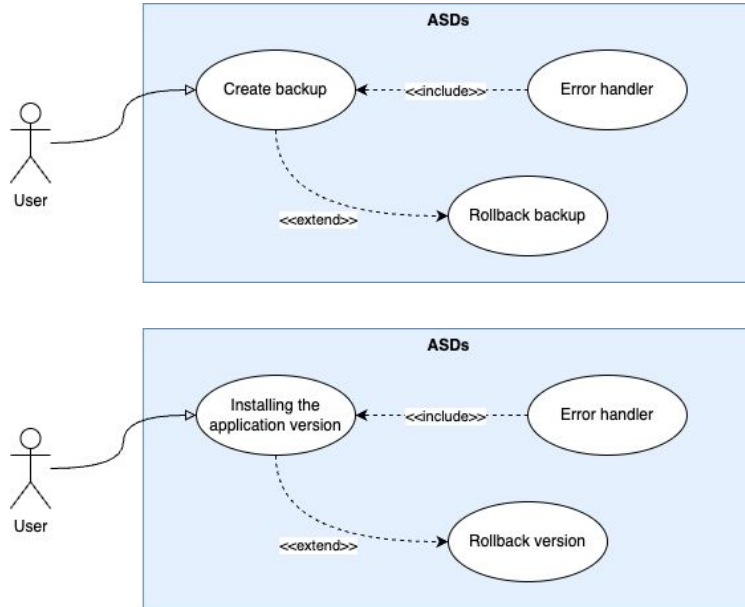 ASDs
Create backup
<<include>>
Error handler
User
Rollback backup
<<extend>>
ASDs
Installing the
application version
<<include>>
Error handler
User
Rollback version
<<extend>>